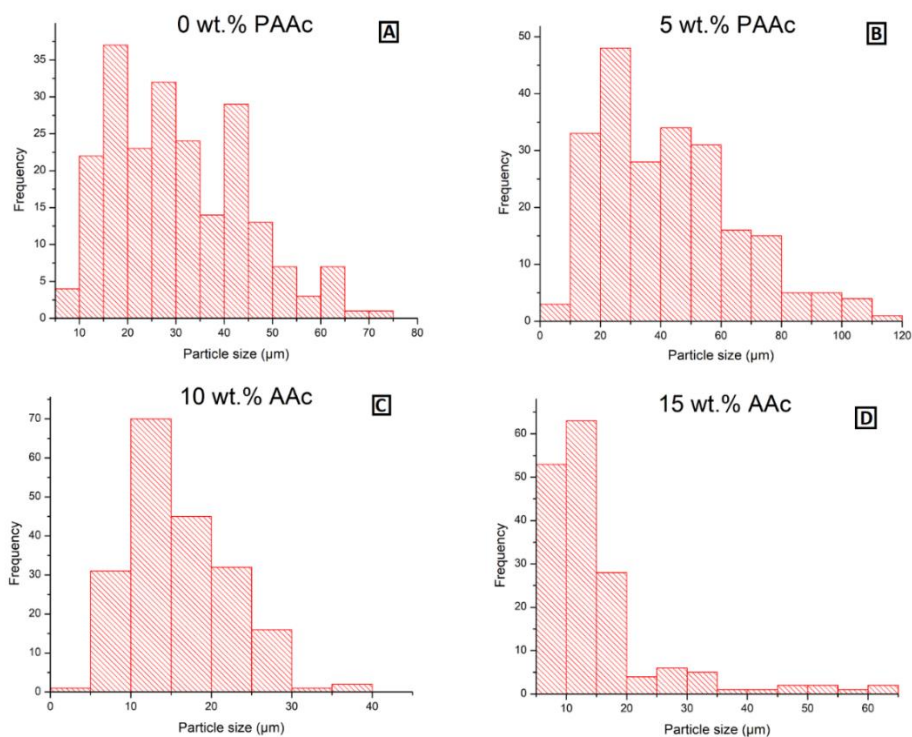 0 wt.% PAAc
A
Frequency
35
30
25
20
15
10
5
0
10 20 30 40 50 60 70 80
Particle size (µm)
5 wt.% PAAc
B
Frequency
50
40
30
20
10
0
0 20 40 60 80 100 120
Particle size (µm)
10 wt.% AAc
C
Frequency
70
60
50
40
30
20
10
0
0 10 20 30 40
Particle size (µm)
15 wt.% AAc
D
Frequency
60
50
40
30
20
10
0
10 20 30 40 50 60
Particle size (µm)